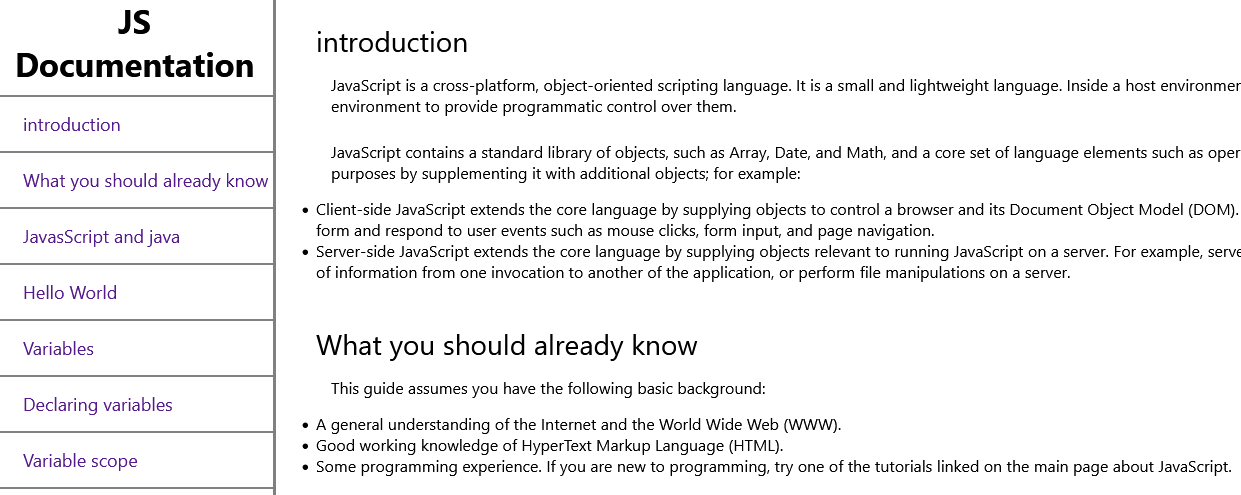 JS
Documentation
introduction
What you should already know
JavasScript and java
Hello World
Variables
Declaring variables
Variable scope
introduction
JavaScript is a cross-platform, object-oriented scripting language. It is a small and lightweight language. Inside a host
environment to provide programmatic control over them.
JavaScript contains a standard library of objects, such as Array, Date, and Math, and a core set of language elements such as
purposes by supplementing it with additional objects; for example:
• Client-side JavaScript extends the core language by supplying objects to control a browser and its Document Object Model (DOM).
form and respond to user events such as mouse clicks, form input, and page navigation.
• Server-side JavaScript extends the core language by supplying objects relevant to running JavaScript on a server. For example,
of information from one invocation to another of the application, or perform file manipulations on a server.
What you should already know
This guide assumes you have the following basic background:
• A general understanding of the Internet and the World Wide Web (WWW).
• Good working knowledge of HyperText Markup Language (HTML).
• Some programming experience. If you are new to programming, try one of the tutorials linked on the main page about JavaScript.